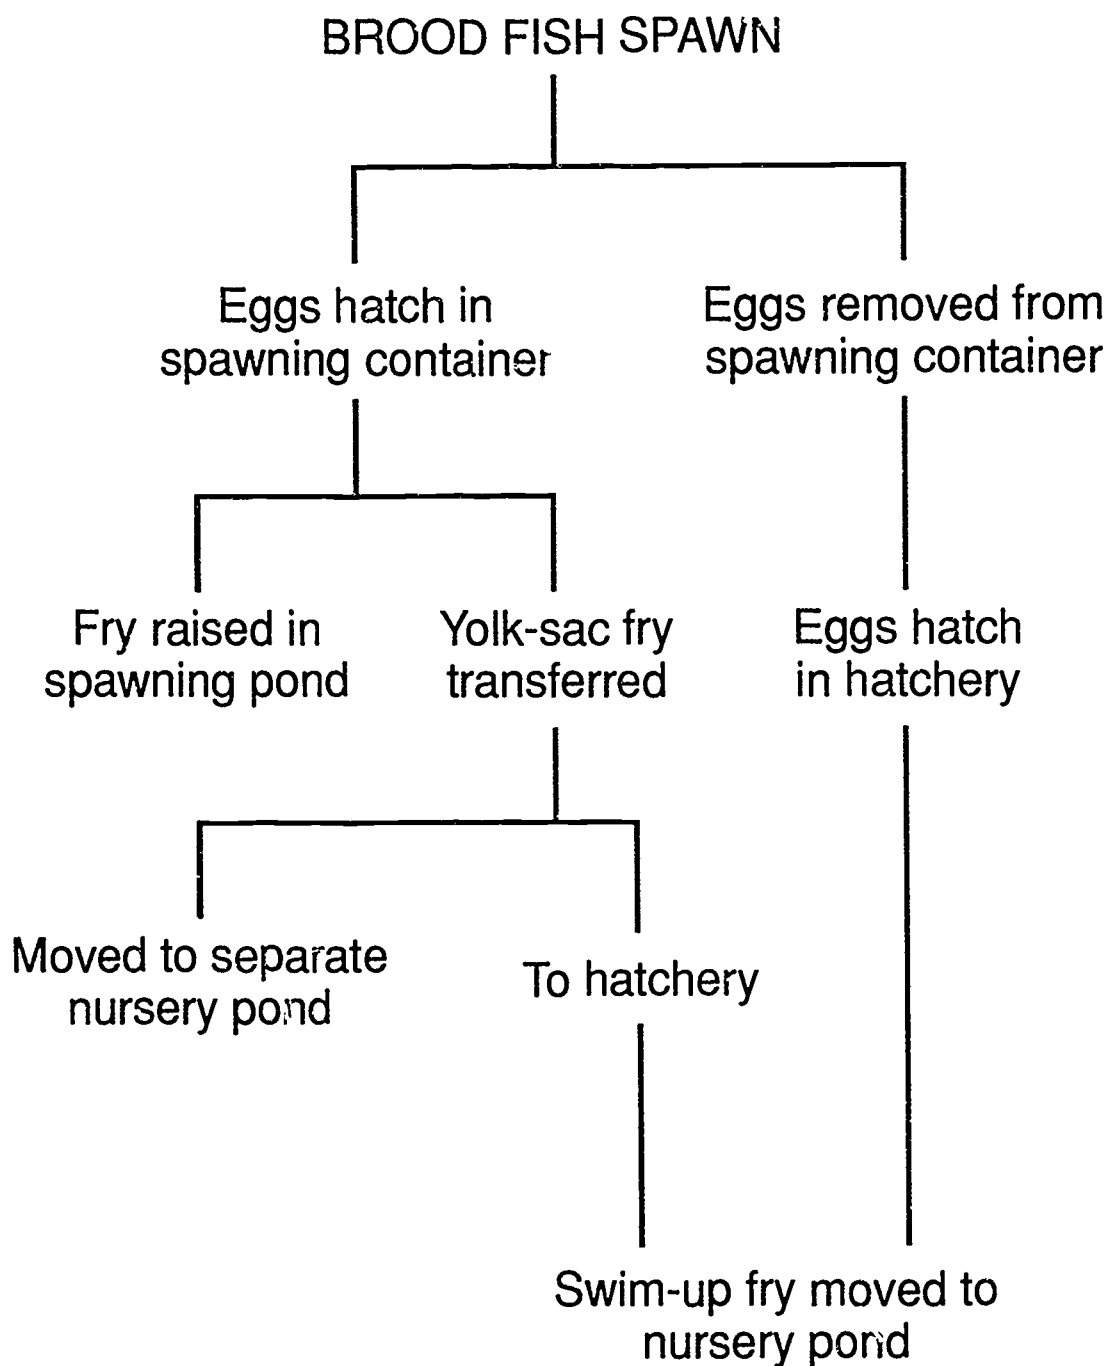 BROOD FISH SPAWN
Eggs hatch in
spawning container
Eggs removed from
spawning container
Fry raised in
spawning pond
Yolk-sac fry
transferred
Eggs hatch
in hatchery
Moved to separate
nursery pond
To hatchery
Swim-up fry moved to
nursery pond